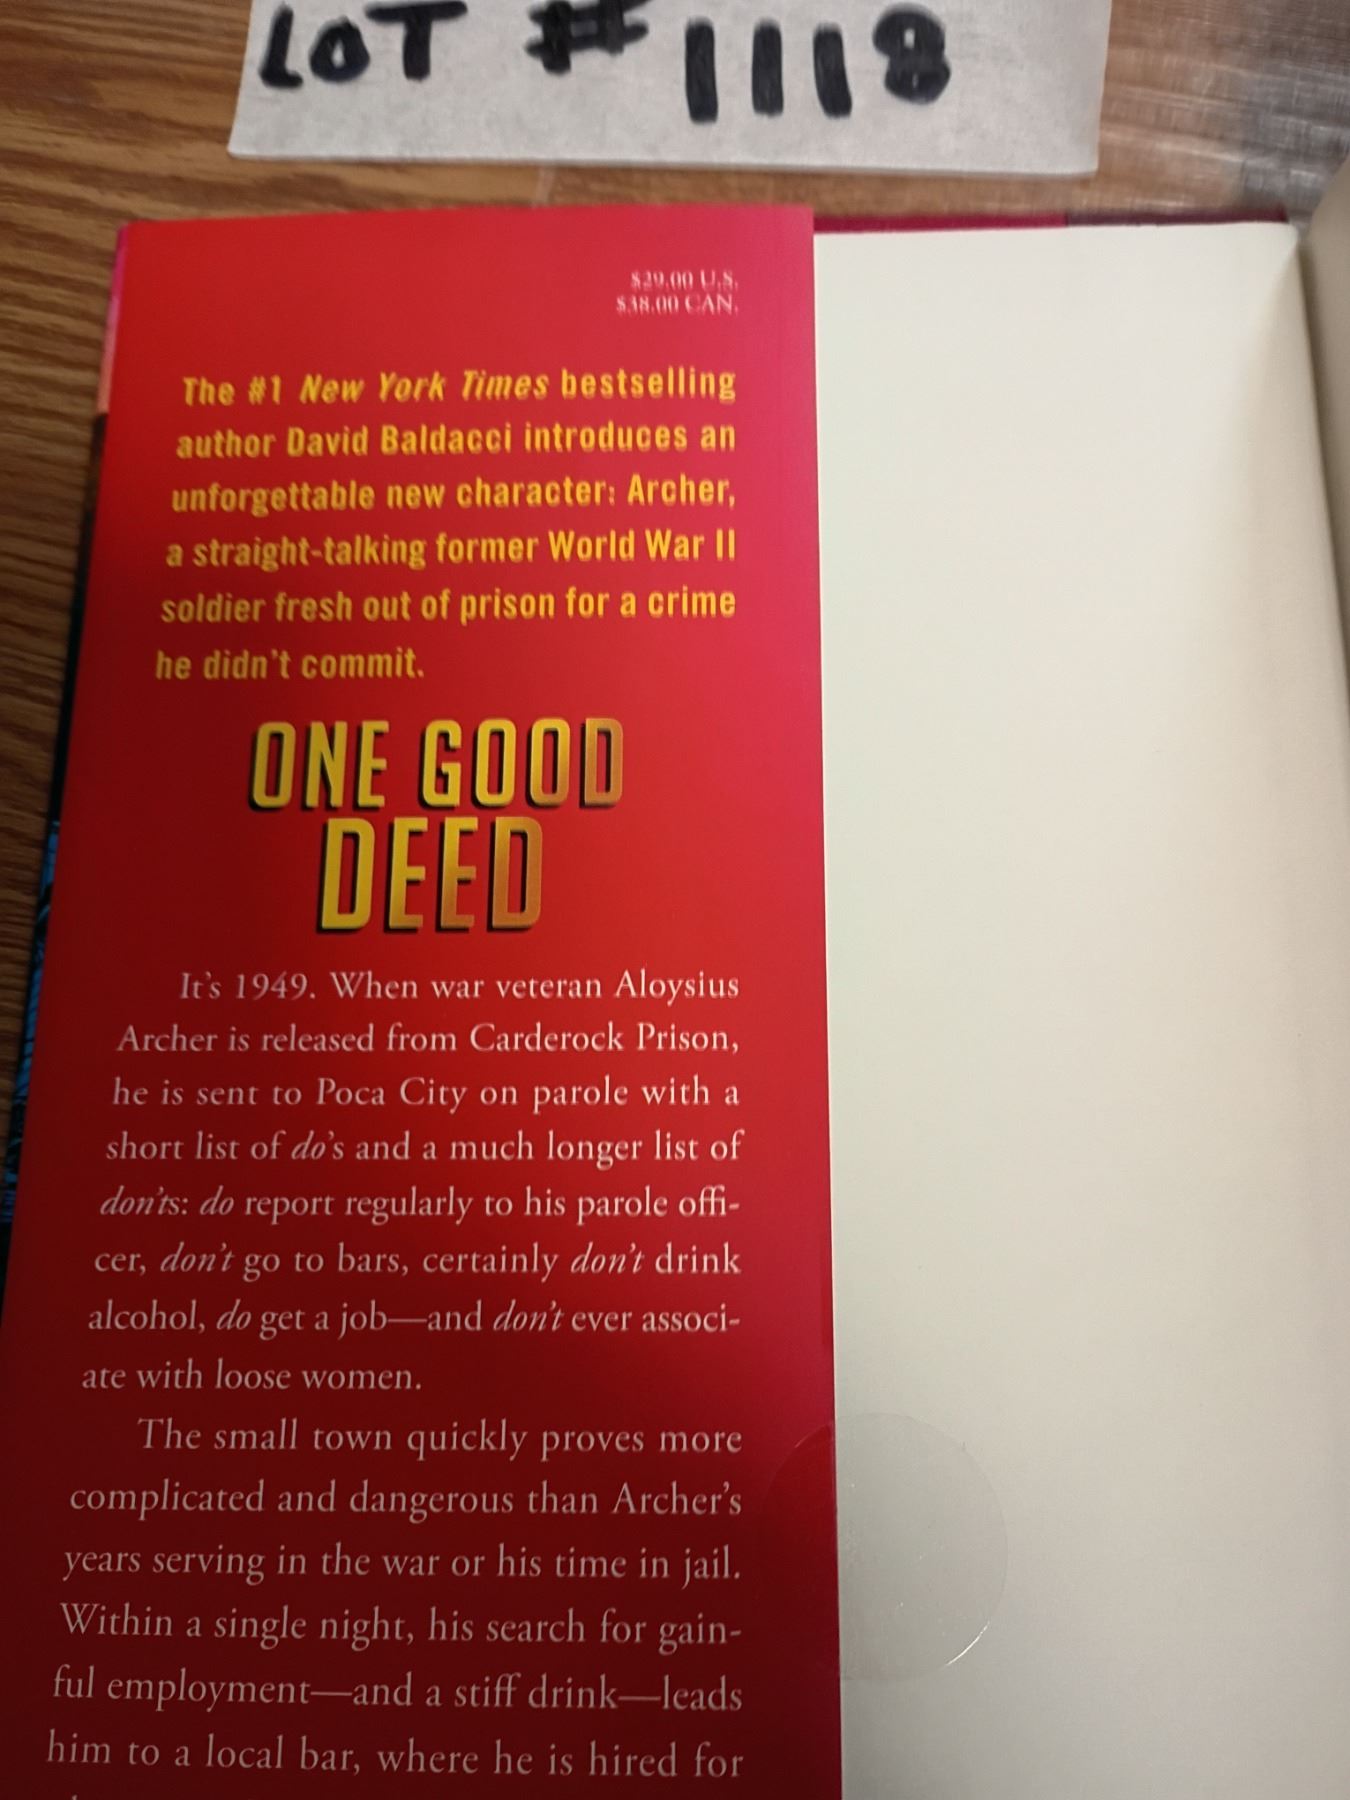 LOT #1118
$29.00 U.S.
$38.00 CAN.
The #1 New York Times bestselling
author David Baldacci introduces an
unforgettable new character: Archer,
a straight-talking former World War II
soldier fresh out of prison for a crime
he didn't commit.
ONE GOOD
DEED
It's 1949. When war veteran Aloysius
Archer is released from Carderock Prison,
he is sent to Poca City on parole with a
short list of do's and a much longer list of
don'ts: do report regularly to his parole offi-
cer, don't go to bars, certainly don't drink
alcohol, do get a job—and don't ever associ-
ate with loose women.
The small town quickly proves more
complicated and dangerous than Archer's
years serving in the war or his time in jail.
Within a single night, his search for gain-
ful employment—and a stiff drink—leads
him to a local bar, where he is hired for